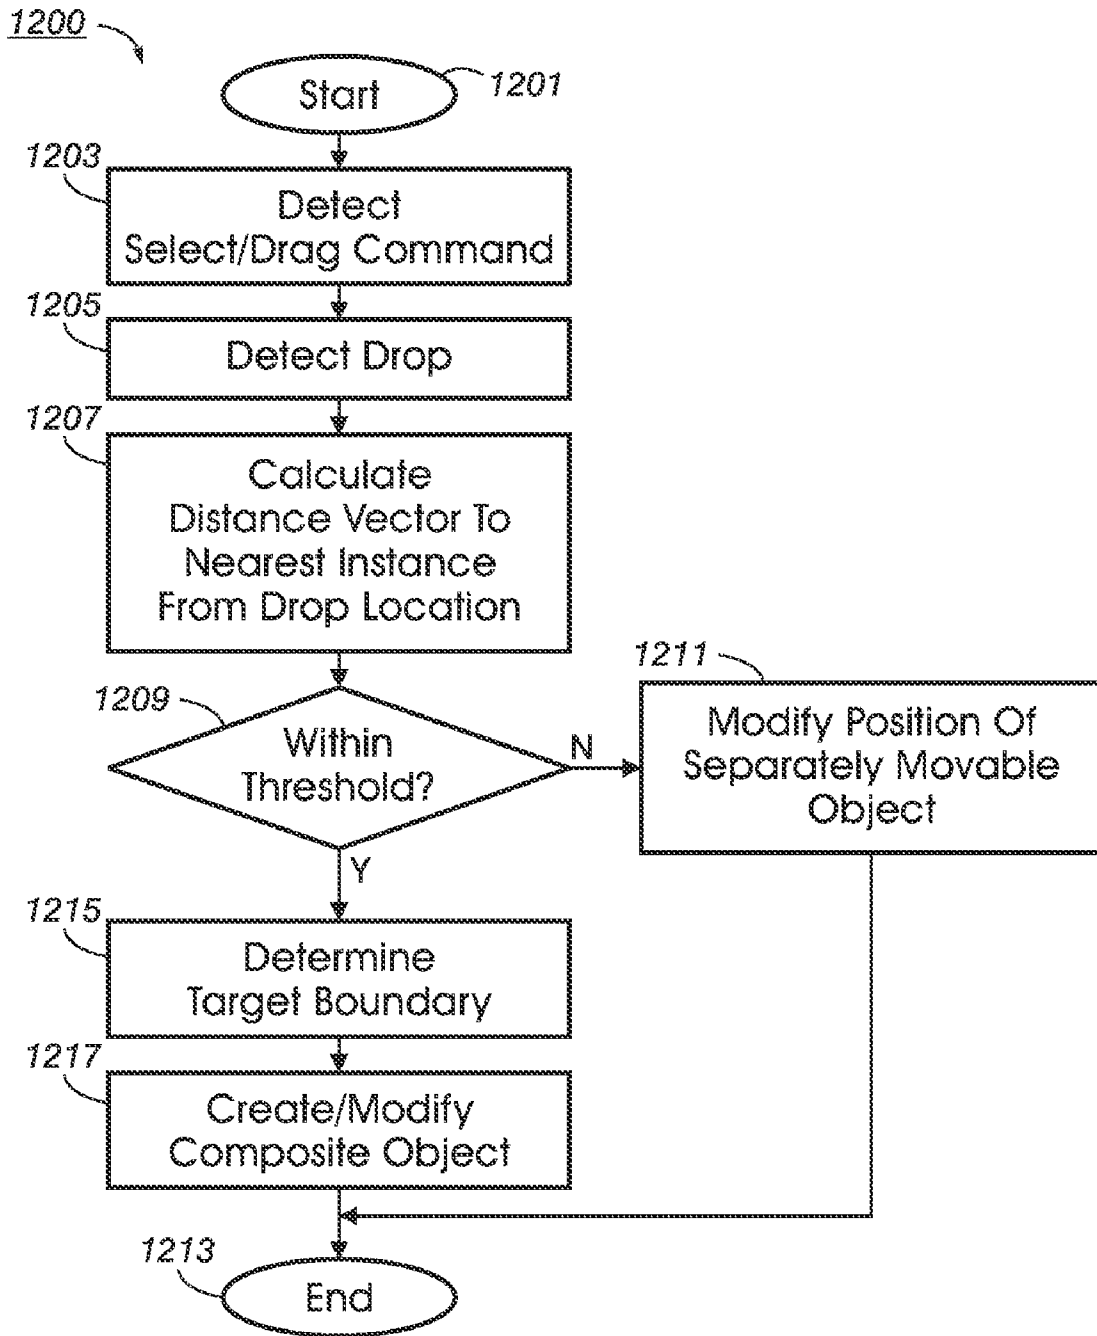 1200
Start
1201
1203
Detect
Select/Drag Command
1205
Detect Drop
1207
Calculate
Distance Vector To
Nearest Instance
From Drop Location
1209
Within
Threshold?
N
Y
1211
Modify Position Of
Separately Movable
Object
1215
Determine
Target Boundary
1217
Create/Modify
Composite Object
1213
End